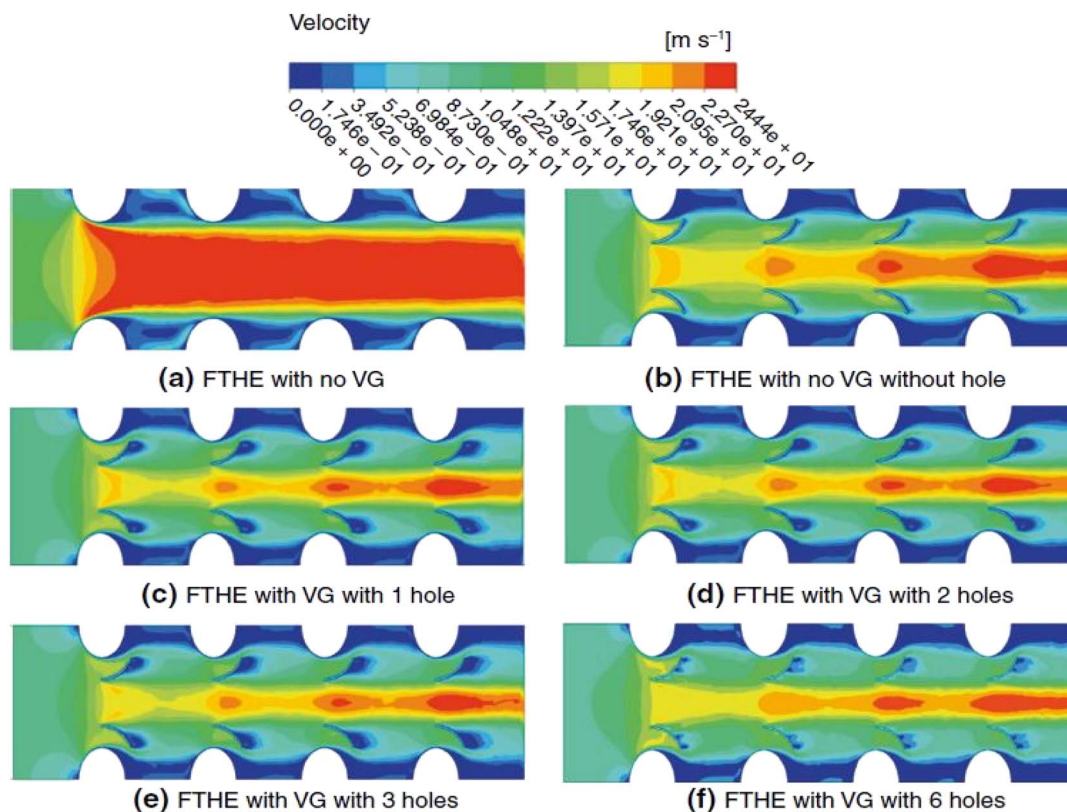 Velocity
[m s⁻¹]
0.000e + 00
1.746e − 01
3.492e − 01
5.238e − 01
6.984e − 01
8.730e − 01
1.048e + 01
1.222e + 01
1.397e + 01
1.571e + 01
1.746e + 01
1.921e + 01
2.095e + 01
2.270e + 01
2444e + 01
(a) FTHE with no VG
(b) FTHE with no VG without hole
(c) FTHE with VG with 1 hole
(d) FTHE with VG with 2 holes
(e) FTHE with VG with 3 holes
(f) FTHE with VG with 6 holes